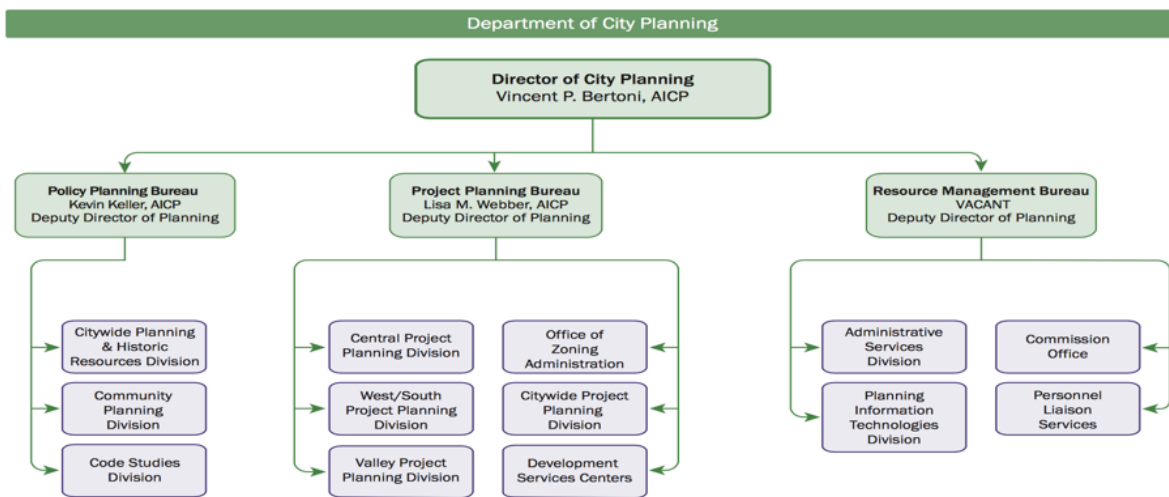 Department of City Planning
Director of City Planning
Vincent P. Bertoni, AICP
Policy Planning Bureau
Kevin Keller, AICP
Deputy Director of Planning
Project Planning Bureau
Lisa M. Webber, AICP
Deputy Director of Planning
Resource Management Bureau
VACANT
Deputy Director of Planning
Citywide Planning
& Historic
Resources Division
Community
Planning
Division
Code Studies
Division
Central Project
Planning Division
West/South
Project Planning
Division
Valley Project
Planning Division
Office of
Zoning
Administration
Citywide Project
Planning
Division
Development
Services Centers
Administrative
Services
Division
Planning
Information
Technologies
Division
Commission
Office
Personnel
Liaison
Services